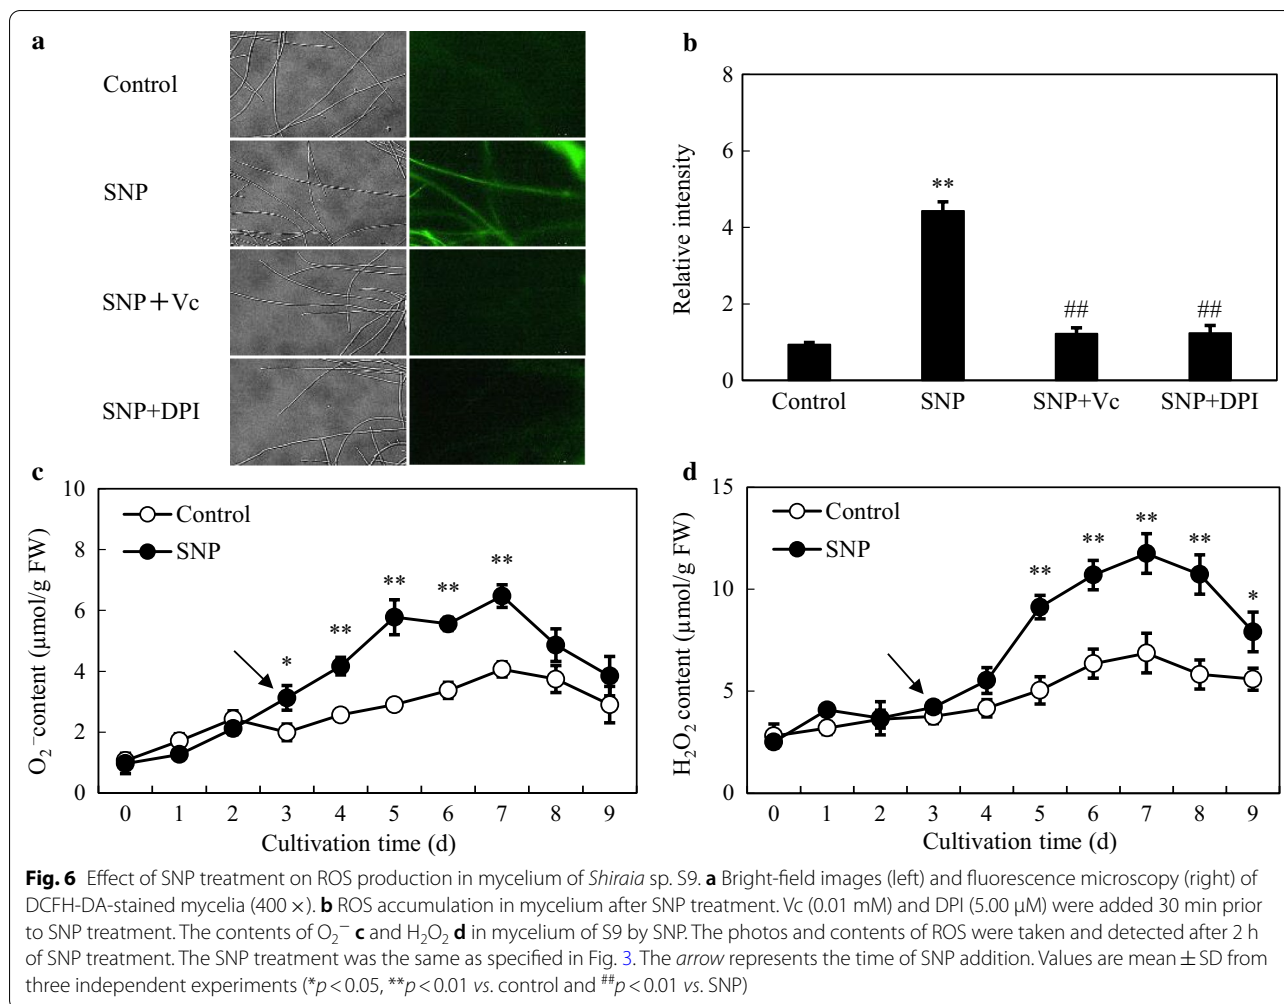 a
Control
SNP
SNP+Vc
SNP+DPI
b
Relative intensity
8
6
4
2
0
**
##
##
Control SNP SNP+Vc SNP+DPI
c
O₂⁻ content (µmol/g FW)
10
8
6
4
2
0
Control
SNP
* ** ** ** **
0 1 2 3 4 5 6 7 8 9
Cultivation time (d)
d
H₂O₂ content (µmol/g FW)
15
10
5
0
Control
SNP
** ** ** ** *
0 1 2 3 4 5 6 7 8 9
Cultivation time (d)
Fig. 6 Effect of SNP treatment on ROS production in mycelium of Shiraia sp. S9. a Bright-field images (left) and fluorescence microscopy (right) of
DCFH-DA-stained mycelia (400 ×). b ROS accumulation in mycelium after SNP treatment. Vc (0.01 mM) and DPI (5.00 µM) were added 30 min prior
to SNP treatment. The contents of O₂⁻ c and H₂O₂ d in mycelium of S9 by SNP. The photos and contents of ROS were taken and detected after 2 h
of SNP treatment. The SNP treatment was the same as specified in Fig. 3. The arrow represents the time of SNP addition. Values are mean ± SD from
three independent experiments (*p < 0.05, **p < 0.01 vs. control and ##p < 0.01 vs. SNP)